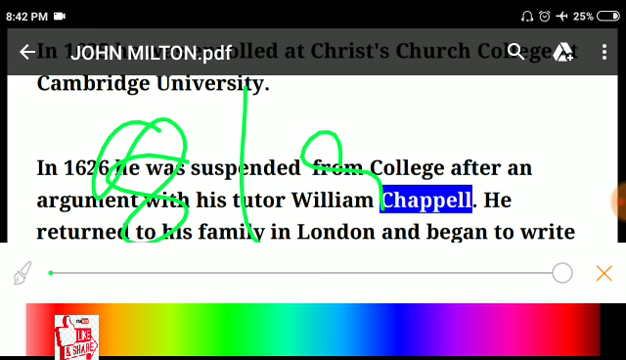 8:42 PM 25%
JOHN MILTON.pdf
Cambridge University.
In 1626 he was suspended from College after an
argument with his tutor William Chappell. He
returned to his family in London and began to write
LIKE
& SHARE